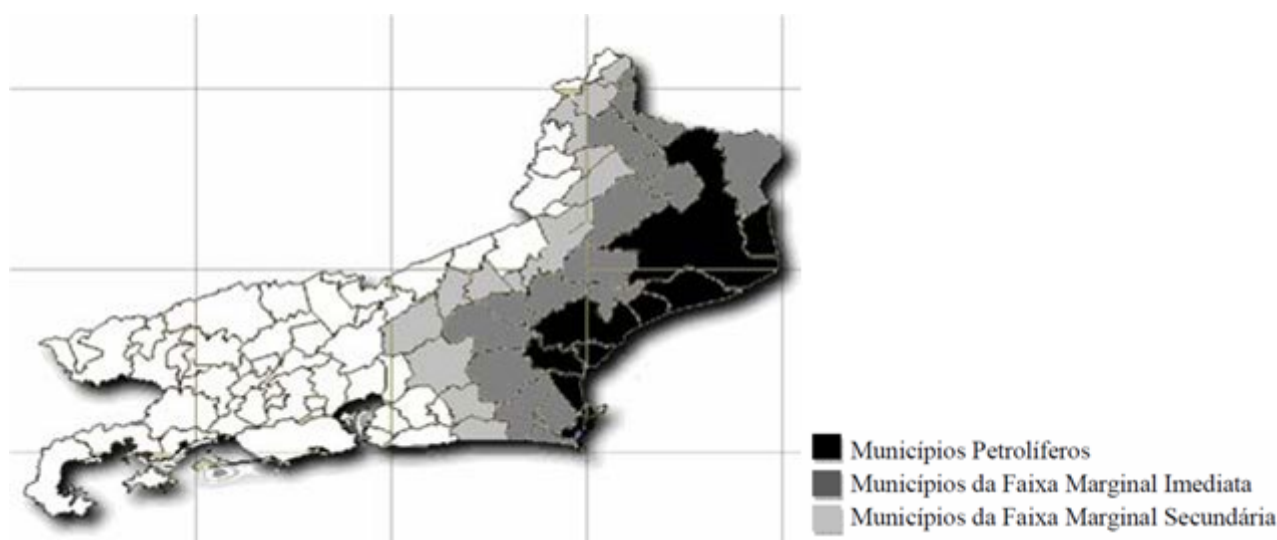 Municípios Petrolíferos
Municípios da Faixa Marginal Imediata
Municípios da Faixa Marginal Secundária